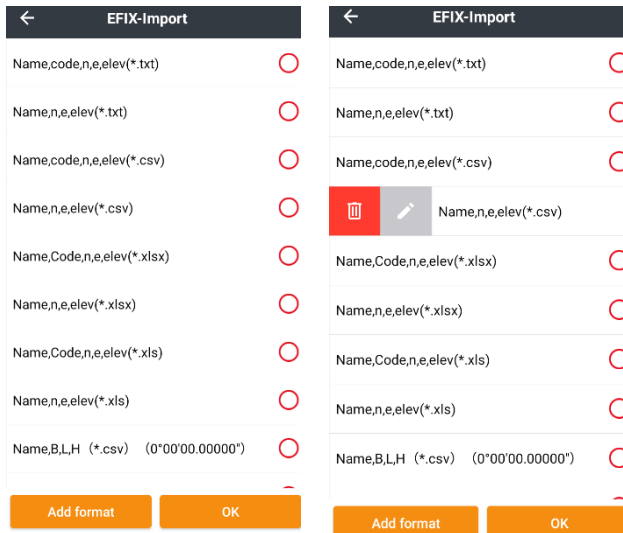 EFIX-Import
Name,code,n,e,elev(*.txt)
Name,n,e,elev(*.txt)
Name,code,n,e,elev(*.csv)
Name,n,e,elev(*.csv)
Name,Code,n,e,elev(*.xlsx)
Name,n,e,elev(*.xlsx)
Name,Code,n,e,elev(*.xls)
Name,n,e,elev(*.xls)
Name,B,L,H（*.csv）（0°00'00.00000"）
Add format
OK
EFIX-Import
Name,code,n,e,elev(*.txt)
Name,n,e,elev(*.txt)
Name,code,n,e,elev(*.csv)
Name,n,e,elev(*.csv)
Name,Code,n,e,elev(*.xlsx)
Name,n,e,elev(*.xlsx)
Name,Code,n,e,elev(*.xls)
Name,n,e,elev(*.xls)
Name,B,L,H（*.csv）（0°00'00.00000"）
Add format
OK